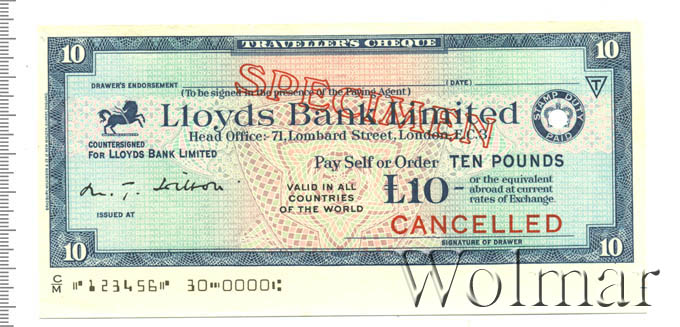 10 TRAVELLER'S CHEQUE 10
DRAWER'S ENDORSEMENT (DATE)
(To be signed in the presence of the Paying Agent)
SPECIMEN
Lloyds Bank Limited
Head Office:- 71, Lombard Street, London, E.C.3.
STAMP DUTY PAID
T
COUNTERSIGNED
FOR LLOYDS BANK LIMITED
Pay Self or Order TEN POUNDS
VALID IN ALL
COUNTRIES
OF THE WORLD
£10-
or the equivalent
abroad at current
rates of Exchange.
ISSUED AT
CANCELLED
SIGNATURE OF DRAWER
10 10
C/M ⑈123456⑈ 30⑉0000⑆
Wolmar